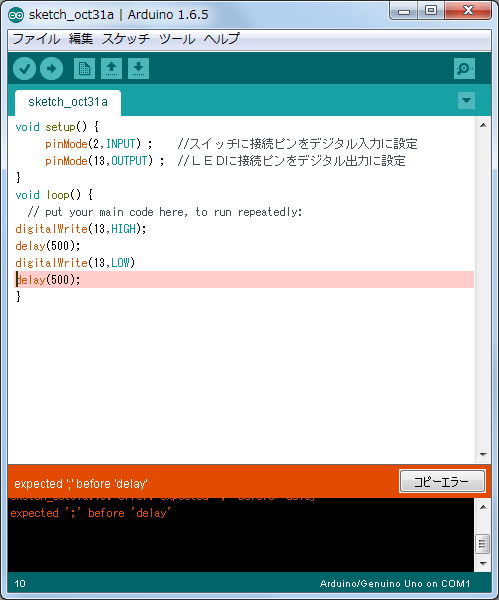 sketch_oct31a | Arduino 1.6.5
ファイル 編集 スケッチ ツール ヘルプ
sketch_oct31a
void setup() {
pinMode(2,INPUT) ; //スイッチに接続ピンをデジタル入力に設定
pinMode(13,OUTPUT) ; //ＬＥＤに接続ピンをデジタル出力に設定
}
void loop() {
// put your main code here, to run repeatedly:
digitalWrite(13,HIGH);
delay(500);
digitalWrite(13,LOW)
delay(500);
}
expected ';' before 'delay'
コピーエラー
expected ';' before 'delay'
10
Arduino/Genuino Uno on COM1